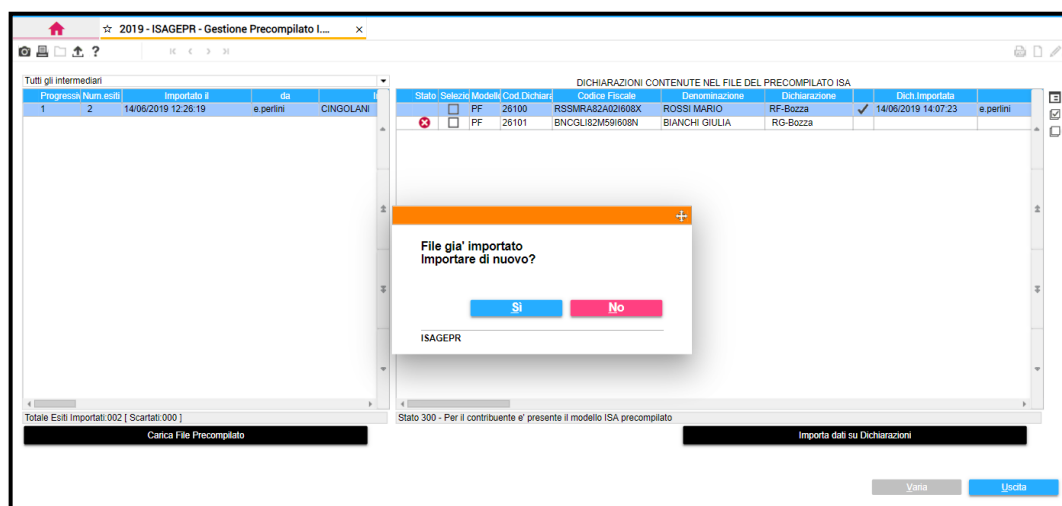 ☆ 2019 - ISAGEPR - Gestione Precompilato I.... ×
?
Tutti gli intermediari
DICHIARAZIONI CONTENUTE NEL FILE DEL PRECOMPILATO ISA
Progressiv Num.esiti Importato il da
1 2 14/06/2019 12:26:19 e.perlini CINGOLANI
Stato Selezio Modello Cod.Dichiara Codice Fiscale Denominazione Dichiarazione Dich.Importata
PF 26100 RSSMRA82A02I608X ROSSI MARIO RF-Bozza 14/06/2019 14:07:23 e.perlini
PF 26101 BNCGLI82M59I608N BIANCHI GIULIA RG-Bozza
File gia' importato
Importare di nuovo?
Sì No
ISAGEPR
Totale Esiti Importati:002 [ Scartati:000 ]
Stato 300 - Per il contribuente e' presente il modello ISA precompilato
Carica File Precompilato
Importa dati su Dichiarazioni
Varia Uscita